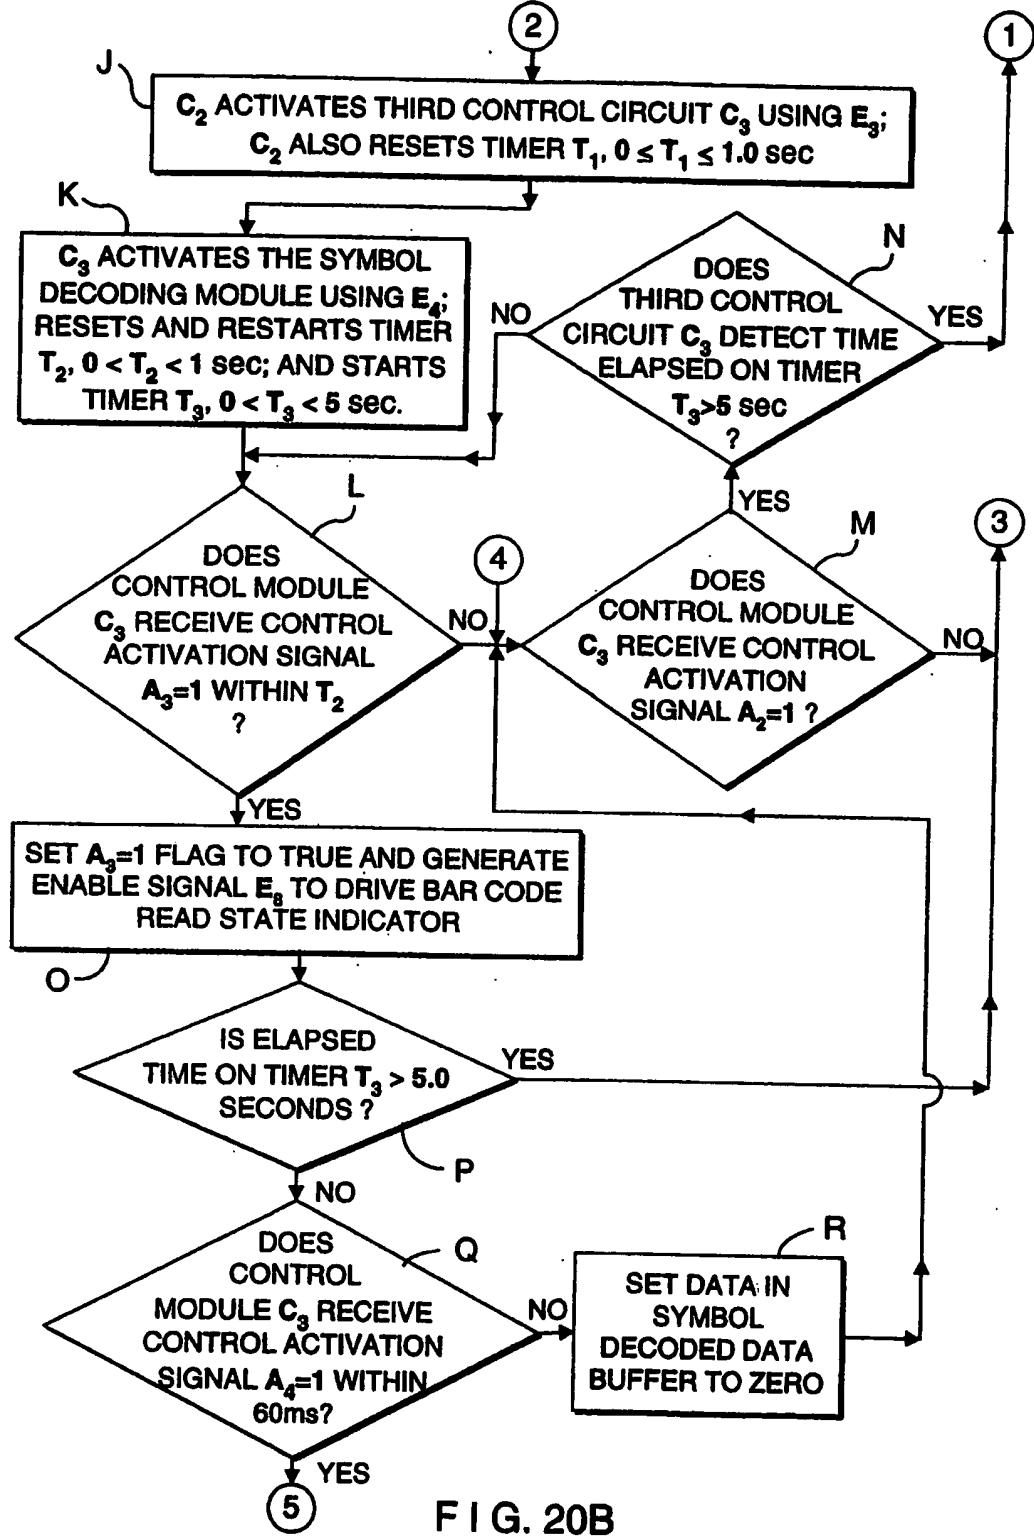 2
1
J
C2 ACTIVATES THIRD CONTROL CIRCUIT C3 USING E3;
C2 ALSO RESETS TIMER T1, 0 ≤ T1 ≤ 1.0 sec
K
C3 ACTIVATES THE SYMBOL
DECODING MODULE USING E4;
RESETS AND RESTARTS TIMER
T2, 0 < T2 < 1 sec; AND STARTS
TIMER T3, 0 < T3 < 5 sec.
N
DOES
THIRD CONTROL
CIRCUIT C3 DETECT TIME
ELAPSED ON TIMER
T3>5 sec
?
NO
YES
L
DOES
CONTROL MODULE
C3 RECEIVE CONTROL
ACTIVATION SIGNAL
A3=1 WITHIN T2
?
NO
YES
4
M
YES
DOES
CONTROL MODULE
C3 RECEIVE CONTROL
ACTIVATION
SIGNAL A2=1 ?
NO
3
SET A3=1 FLAG TO TRUE AND GENERATE
ENABLE SIGNAL E8 TO DRIVE BAR CODE
READ STATE INDICATOR
O
IS ELAPSED
TIME ON TIMER T3 > 5.0
SECONDS ?
YES
P
NO
DOES
CONTROL
MODULE C3 RECEIVE
CONTROL ACTIVATION
SIGNAL A4=1 WITHIN
60ms?
Q
NO
R
SET DATA IN
SYMBOL
DECODED DATA
BUFFER TO ZERO
YES
5
FIG. 20B